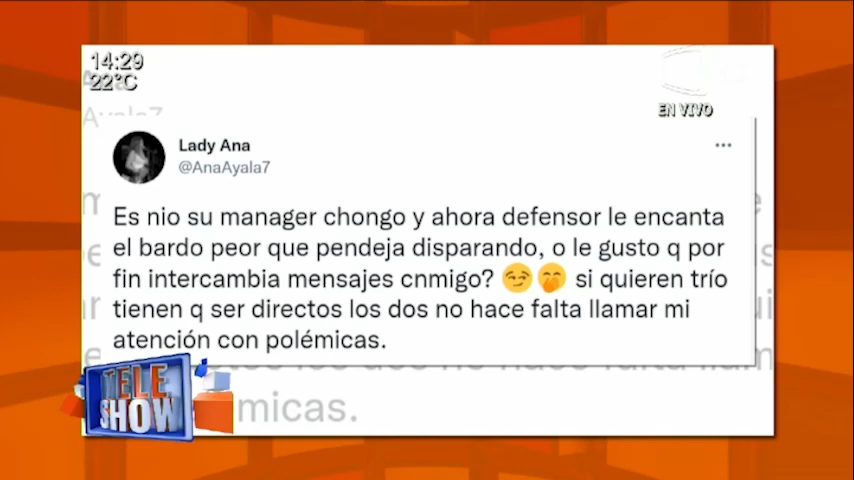 14:29
22°C
EN VIVO
Lady Ana
@AnaAyala7
Es nio su manager chongo y ahora defensor le encanta
el bardo peor que pendeja disparando, o le gusto q por
fin intercambia mensajes cnmigo? 😏🤭 si quieren trío
tienen q ser directos los dos no hace falta llamar mi
atención con polémicas.
TELE
SHOW
micas.